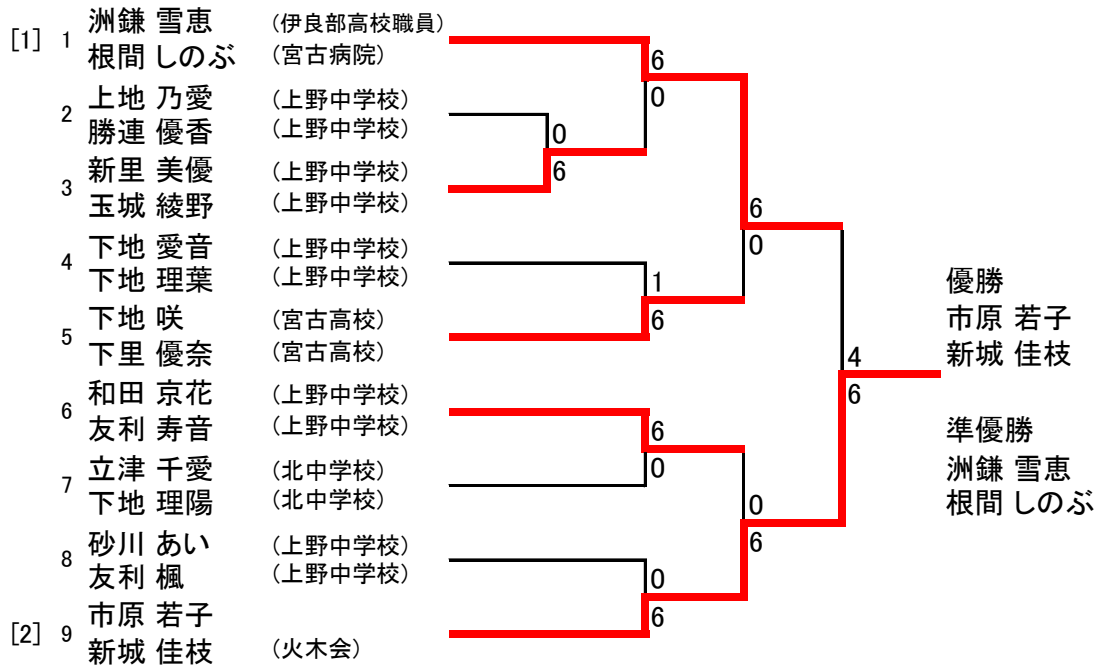 [1] 1 洲鎌 雪恵 (伊良部高校職員)
根間 しのぶ (宮古病院)
6
0
2 上地 乃愛 (上野中学校)
勝連 優香 (上野中学校)
0
6
3 新里 美優 (上野中学校)
玉城 綾野 (上野中学校)
6
0
4 下地 愛音 (上野中学校)
下地 理葉 (上野中学校)
1
6
5 下地 咲 (宮古高校)
下里 優奈 (宮古高校)
4
6
6 和田 京花 (上野中学校)
友利 寿音 (上野中学校)
6
0
7 立津 千愛 (北中学校)
下地 理陽 (北中学校)
0
6
8 砂川 あい (上野中学校)
友利 楓 (上野中学校)
0
6
[2] 9 市原 若子
新城 佳枝 (火木会)
優勝
市原 若子
新城 佳枝
準優勝
洲鎌 雪恵
根間 しのぶ